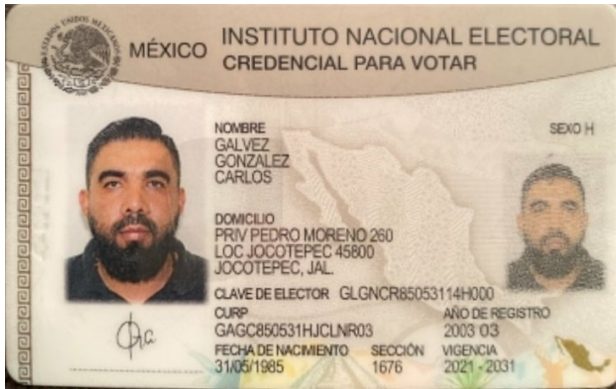 MÉXICO
INSTITUTO NACIONAL ELECTORAL
CREDENCIAL PARA VOTAR
NOMBRE
GALVEZ
GONZALEZ
CARLOS
SEXO H
DOMICILIO
PRIV PEDRO MORENO 260
LOC JOCOTEPEC 45800
JOCOTEPEC, JAL.
CLAVE DE ELECTOR GLGNCR85053114H000
CURP
GAGC850531HJCLNR03
AÑO DE REGISTRO
2003 03
FECHA DE NACIMIENTO
31/05/1985
SECCIÓN
1676
VIGENCIA
2021 - 2031